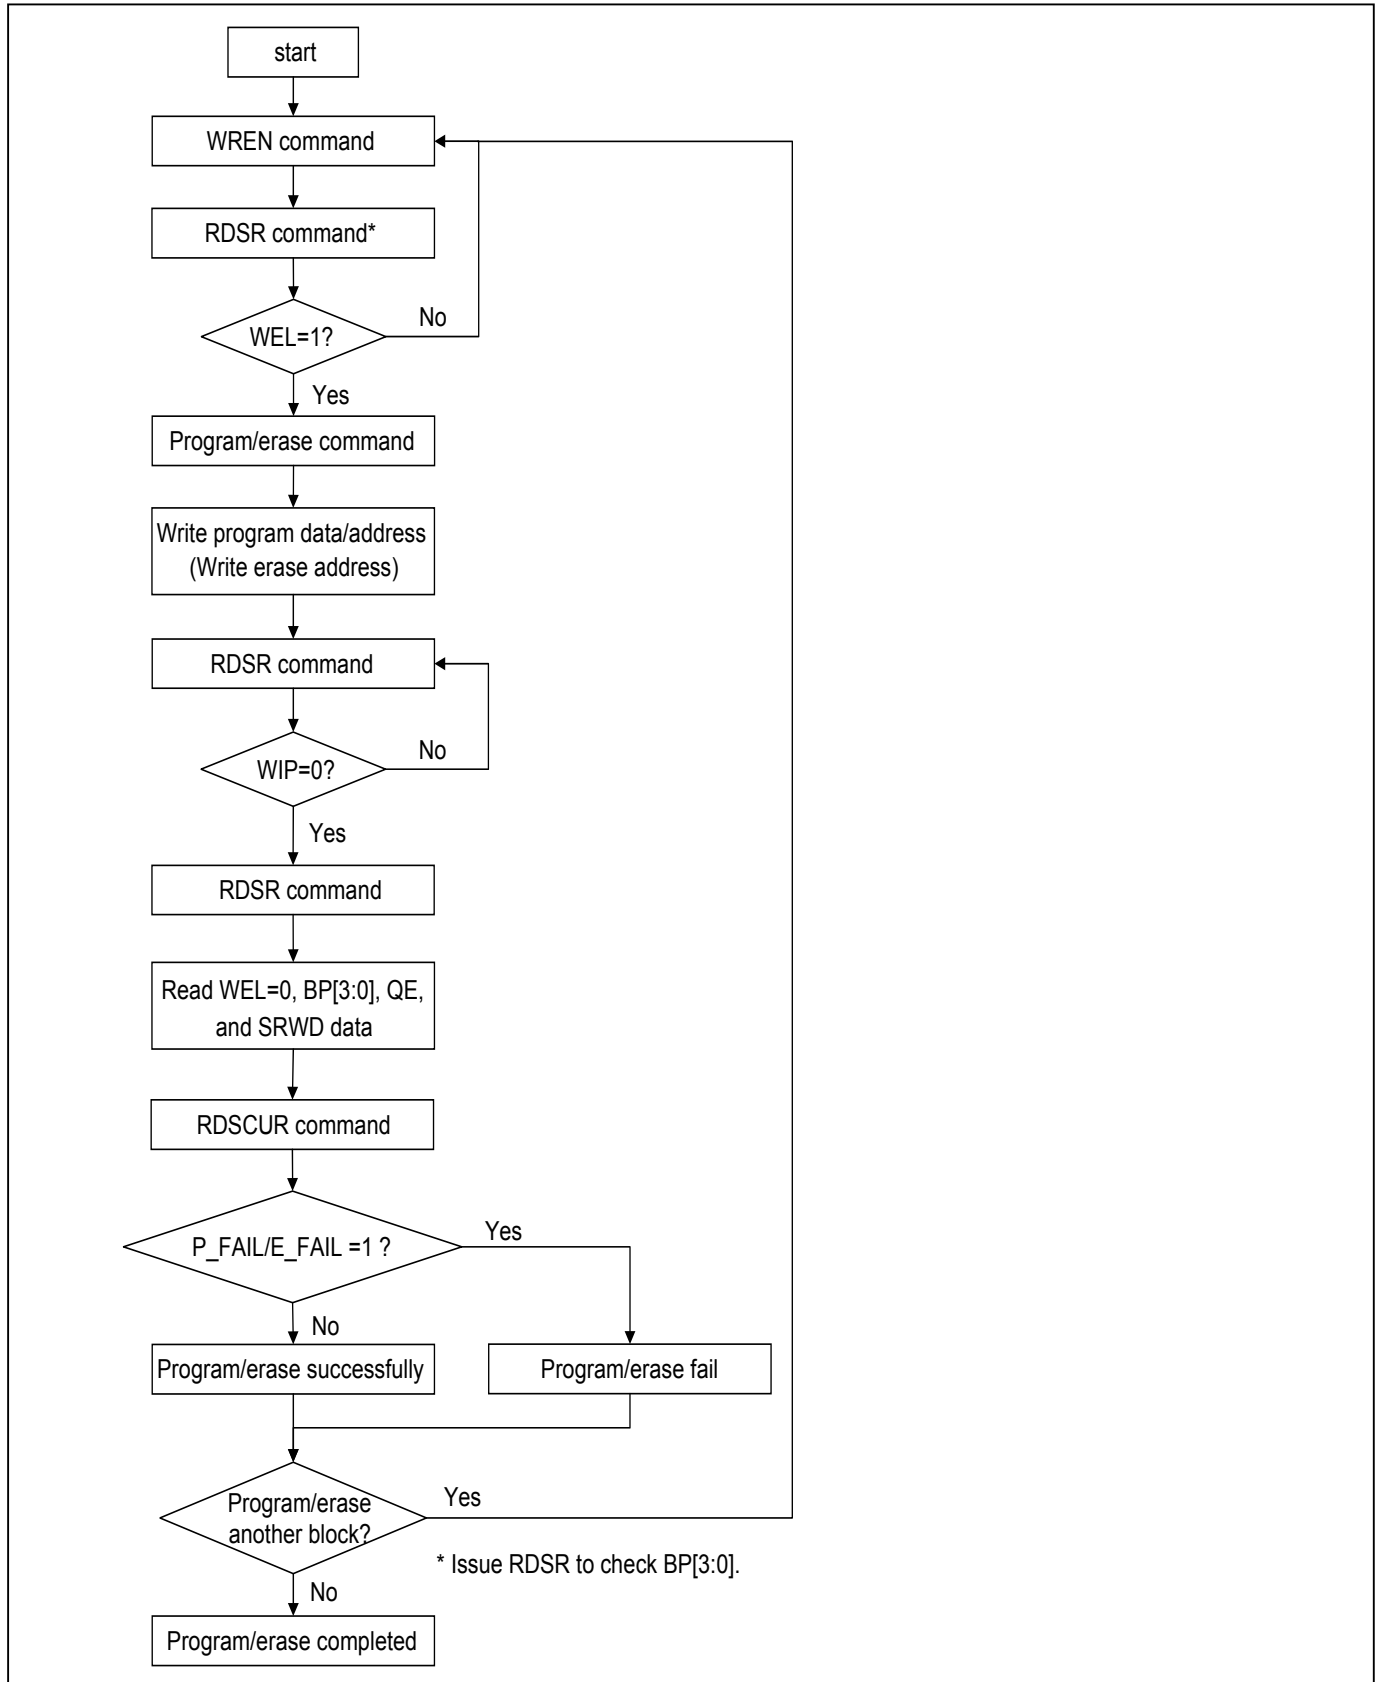 start
WREN command
RDSR command*
WEL=1?
No
Yes
Program/erase command
Write program data/address
(Write erase address)
RDSR command
WIP=0?
No
Yes
RDSR command
Read WEL=0, BP[3:0], QE,
and SRWD data
RDSCUR command
P_FAIL/E_FAIL =1 ?
Yes
No
Program/erase successfully
Program/erase fail
Program/erase
another block?
Yes
* Issue RDSR to check BP[3:0].
No
Program/erase completed